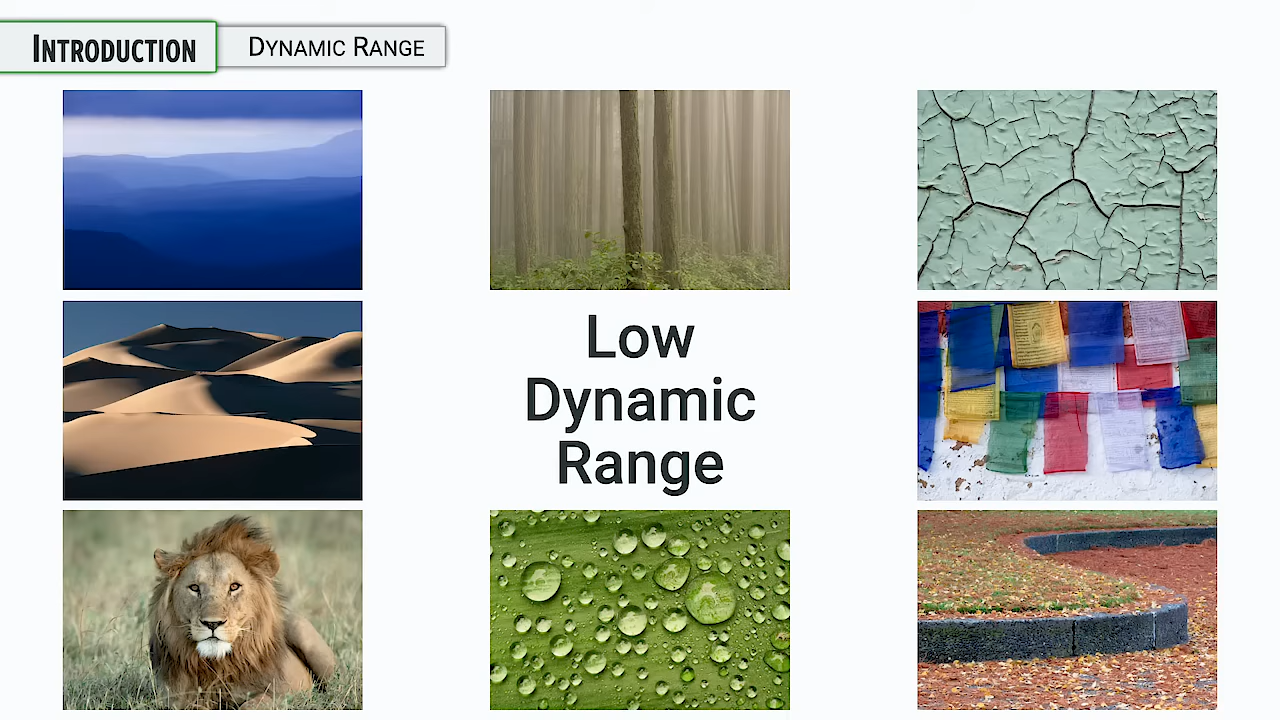 INTRODUCTION
DYNAMIC RANGE
Low
Dynamic
Range